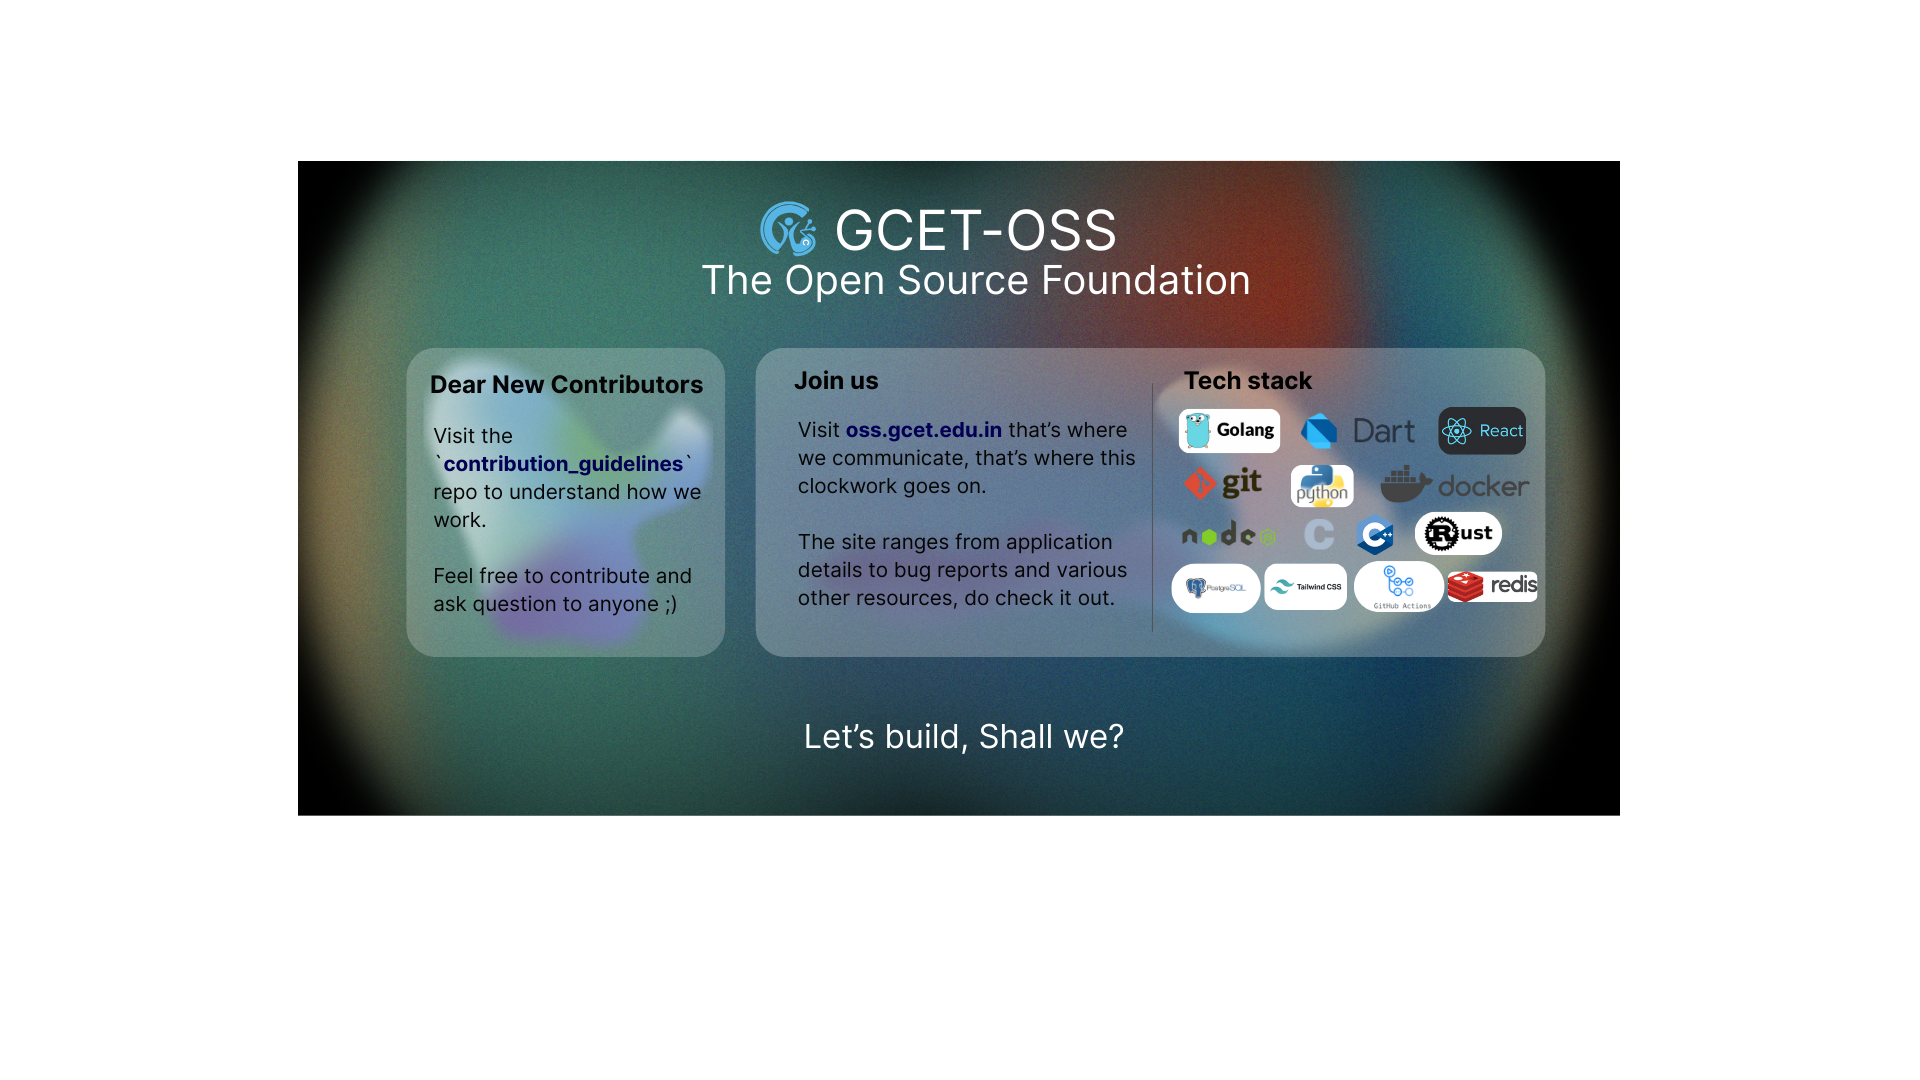 GCET-OSS
The Open Source Foundation
Dear New Contributors
Visit the
`contribution_guidelines`
repo to understand how we
work.
Feel free to contribute and
ask question to anyone ;)
Join us
Visit oss.gcet.edu.in that’s where
we communicate, that’s where this
clockwork goes on.
The site ranges from application
details to bug reports and various
other resources, do check it out.
Tech stack
Golang
Dart
React
git
python
docker
node
C
C++
Rust
PostgreSQL
Tailwind CSS
GitHub Actions
redis
Let’s build, Shall we?